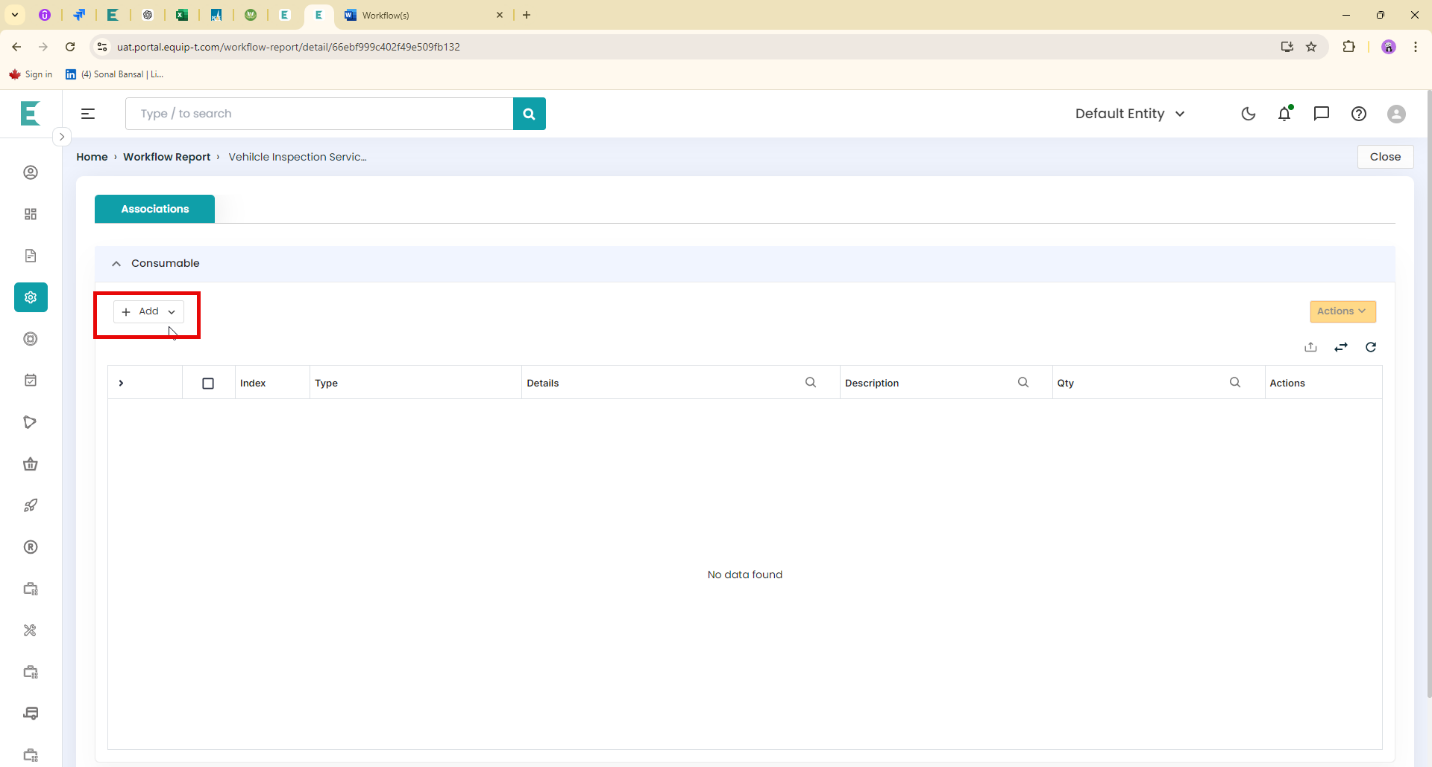 Workflow(s)
uat.portal.equip-t.com/workflow-report/detail/66ebf999c402f49e509fb132
Sign in
(4) Sonal Bansal | Li...
Type / to search
Default Entity
Home › Workflow Report › Vehilcle Inspection Servic...
Close
Associations
Consumable
+ Add
Actions
Index Type Details Description Qty Actions
No data found